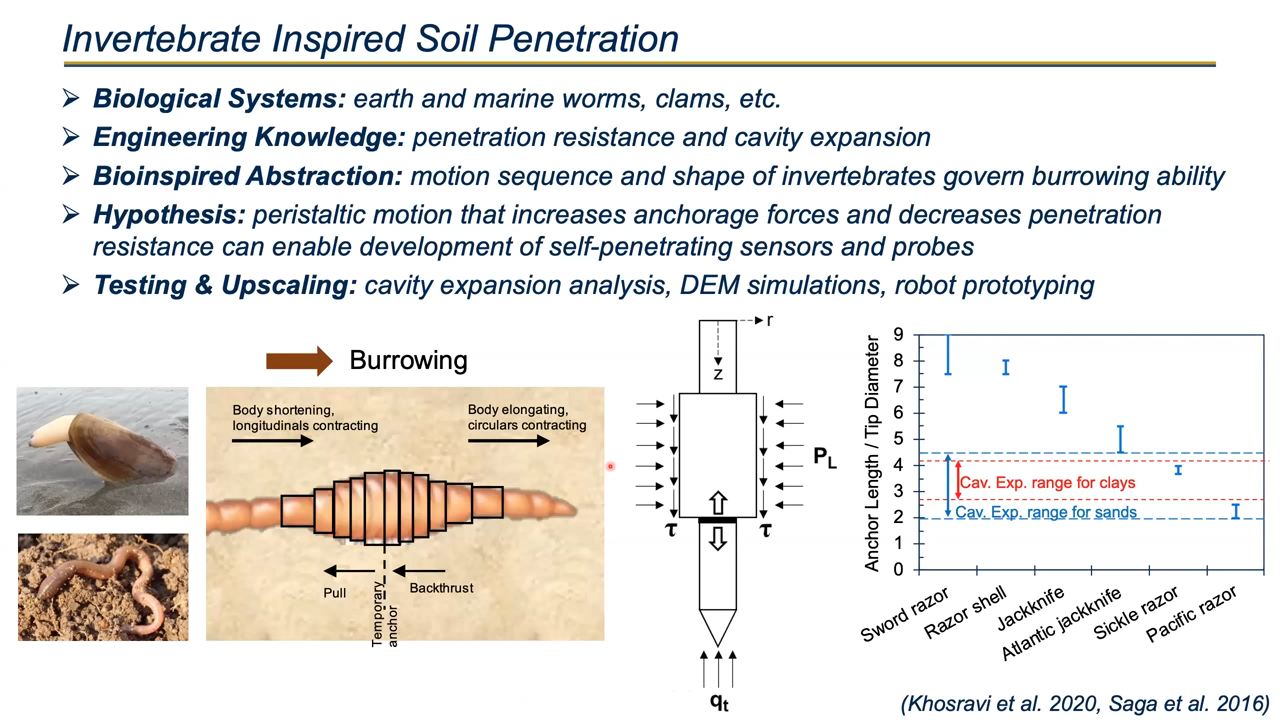 Invertebrate Inspired Soil Penetration
➢ Biological Systems: earth and marine worms, clams, etc.
➢ Engineering Knowledge: penetration resistance and cavity expansion
➢ Bioinspired Abstraction: motion sequence and shape of invertebrates govern burrowing ability
➢ Hypothesis: peristaltic motion that increases anchorage forces and decreases penetration
resistance can enable development of self-penetrating sensors and probes
➢ Testing & Upscaling: cavity expansion analysis, DEM simulations, robot prototyping
Burrowing
Body shortening,
longitudinals contracting
Body elongating,
circulars contracting
Pull
Backthrust
Temporary
anchor
r
z
PL
τ
τ
qt
Anchor Length / Tip Diameter
9
8
7
6
5
4
3
2
1
0
Cav. Exp. range for clays
Cav. Exp. range for sands
Sword razor
Razor shell
Jackknife
Atlantic jackknife
Sickle razor
Pacific razor
(Khosravi et al. 2020, Saga et al. 2016)